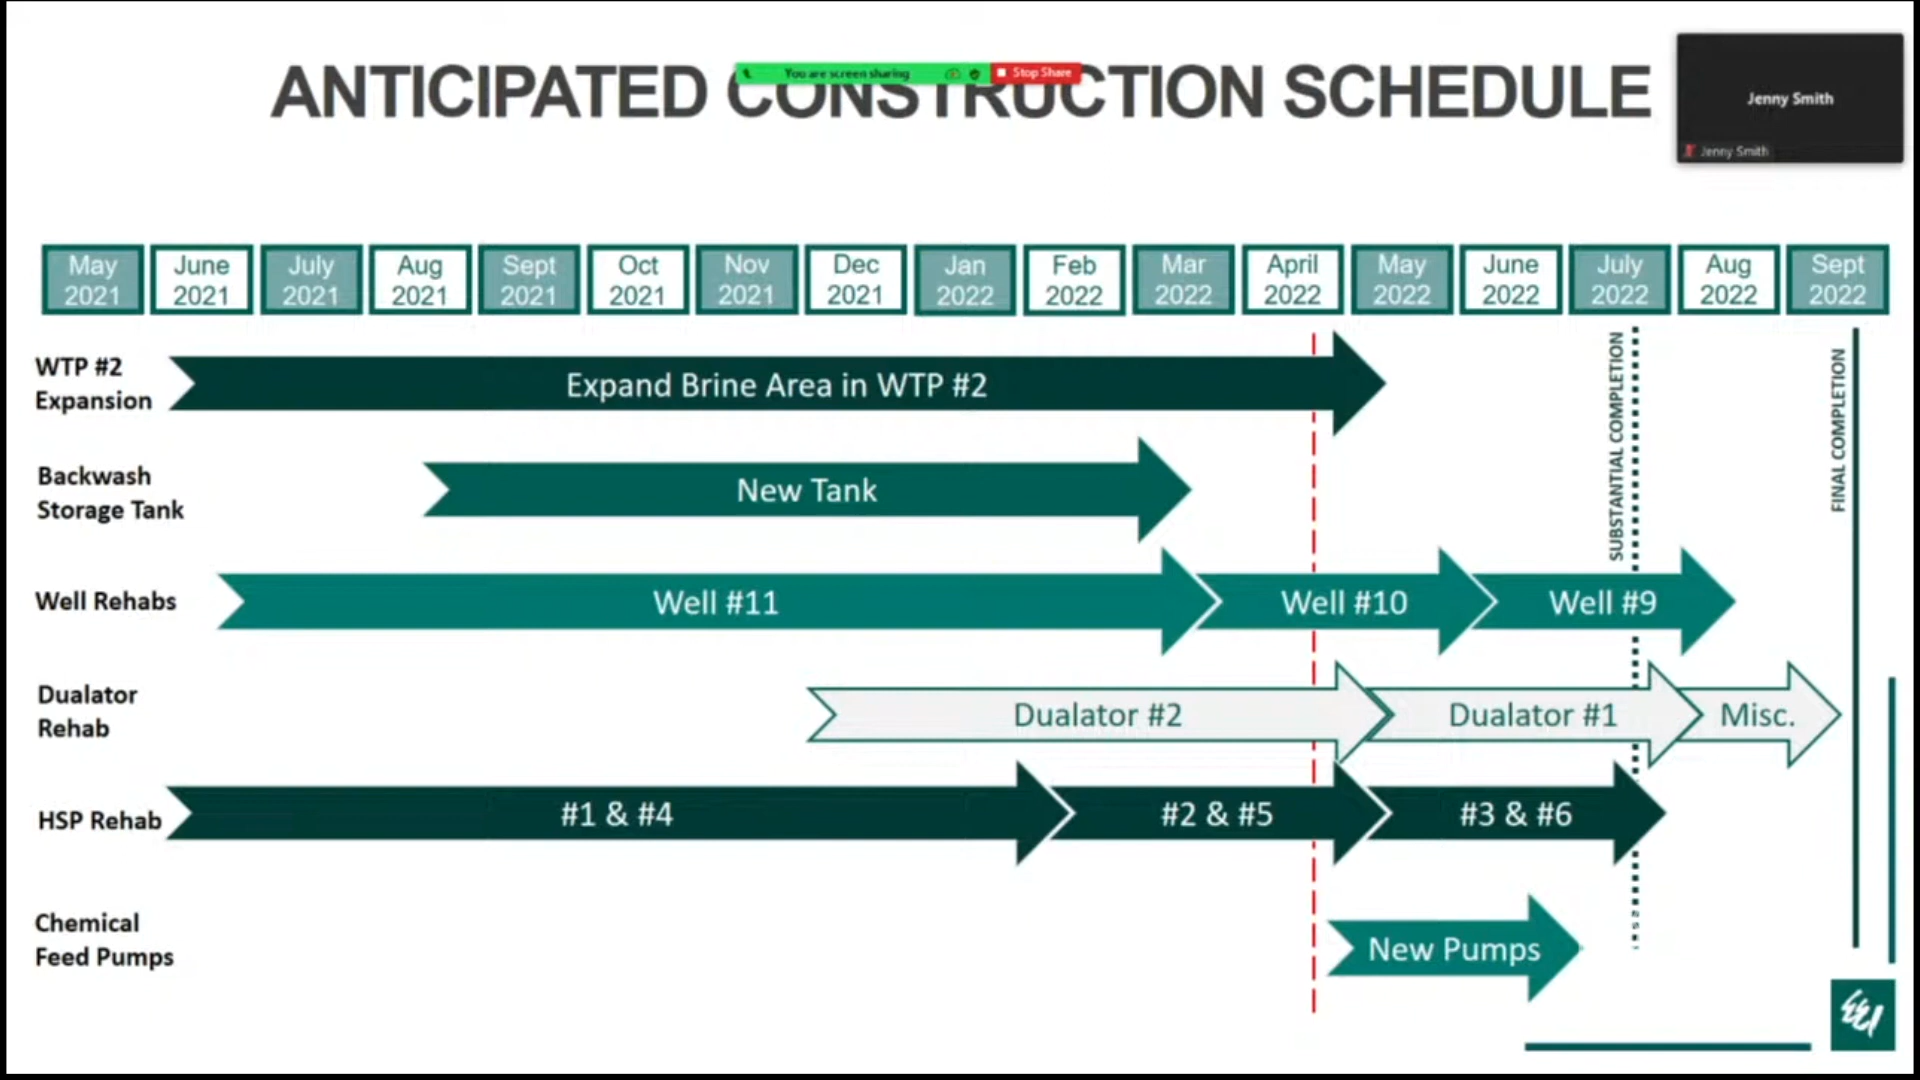 ANTICIPATED CONSTRUCTION SCHEDULE
You are screen sharing
Stop Share
Jenny Smith
Jenny Smith
May 2021
June 2021
July 2021
Aug 2021
Sept 2021
Oct 2021
Nov 2021
Dec 2021
Jan 2022
Feb 2022
Mar 2022
April 2022
May 2022
June 2022
July 2022
Aug 2022
Sept 2022
WTP #2
Expansion
Expand Brine Area in WTP #2
SUBSTANTIAL COMPLETION
FINAL COMPLETION
Backwash
Storage Tank
New Tank
Well Rehabs
Well #11
Well #10
Well #9
Dualator
Rehab
Dualator #2
Dualator #1
Misc.
HSP Rehab
#1 & #4
#2 & #5
#3 & #6
Chemical
Feed Pumps
New Pumps